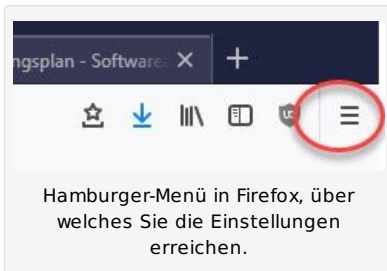 ngsplan - Software
Hamburger-Menü in Firefox, über
welches Sie die Einstellungen
erreichen.